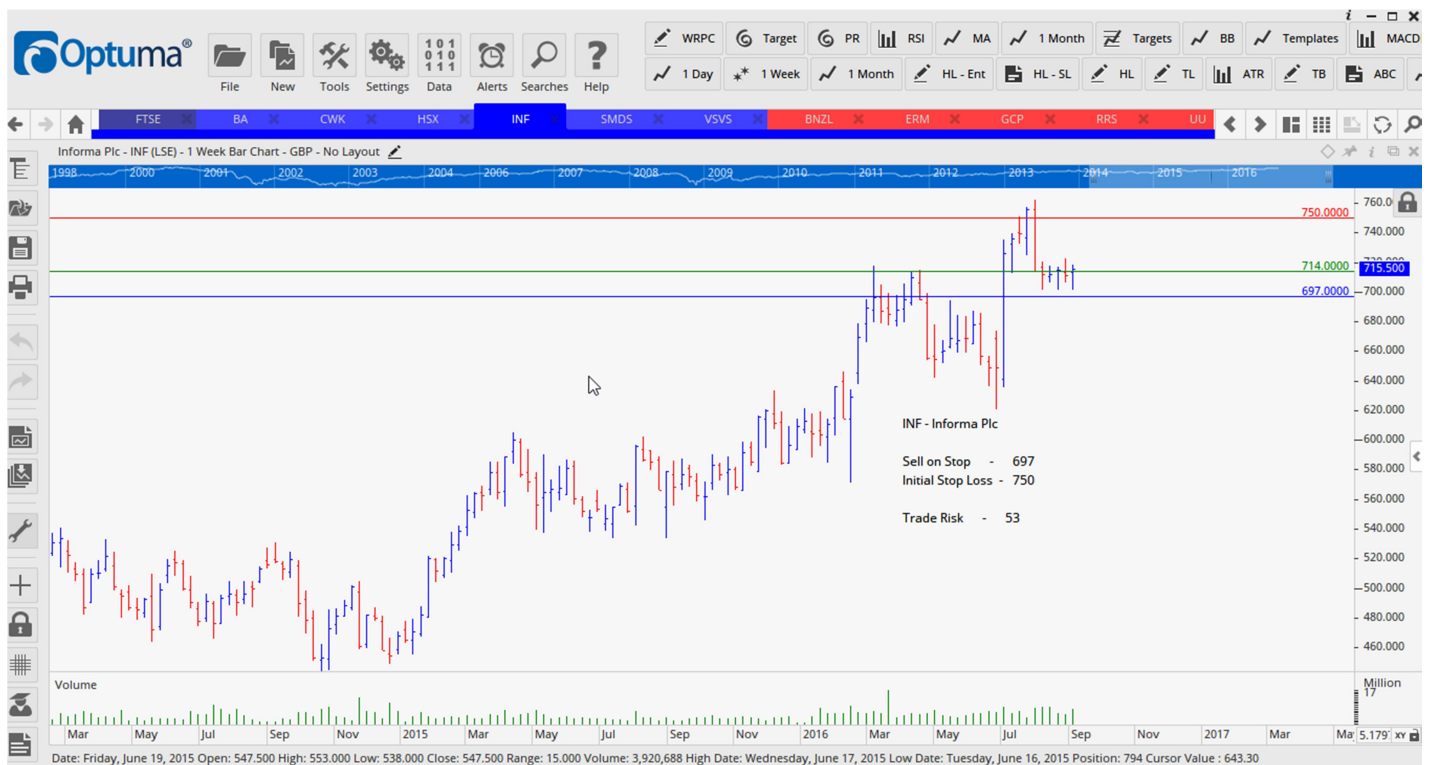 Optuma®
File
New
Tools
Settings
Data
Alerts
Searches
Help
WRPC
Target
PR
RSI
MA
1 Month
Targets
BB
Templates
MACD
1 Day
1 Week
1 Month
HL - Ent
HL - SL
HL
TL
ATR
TB
ABC
FTSE
BA
CWK
HSX
INF
SMDS
VSVS
BNZL
ERM
GCP
RRS
UU
Informa Plc - INF (LSE) - 1 Week Bar Chart - GBP - No Layout
1998 2000 2001 2002 2003 2004 2006 2007 2008 2009 2010 2011 2012 2013 2014 2015 2016
750.0000
714.0000
697.0000
760.0
740.000
715.500
700.000
680.000
660.000
640.000
620.000
600.000
580.000
560.000
540.000
520.000
500.000
480.000
460.000
INF - Informa Plc
Sell on Stop - 697
Initial Stop Loss - 750
Trade Risk - 53
Volume
Million
17
Mar May Jul Sep Nov 2015 Mar May Jul Sep Nov 2016 Mar May Jul Sep Nov 2017 Mar
5.179 XY
Date: Friday, June 19, 2015 Open: 547.500 High: 553.000 Low: 538.000 Close: 547.500 Range: 15.000 Volume: 3,920,688 High Date: Wednesday, June 17, 2015 Low Date: Tuesday, June 16, 2015 Position: 794 Cursor Value : 643.30